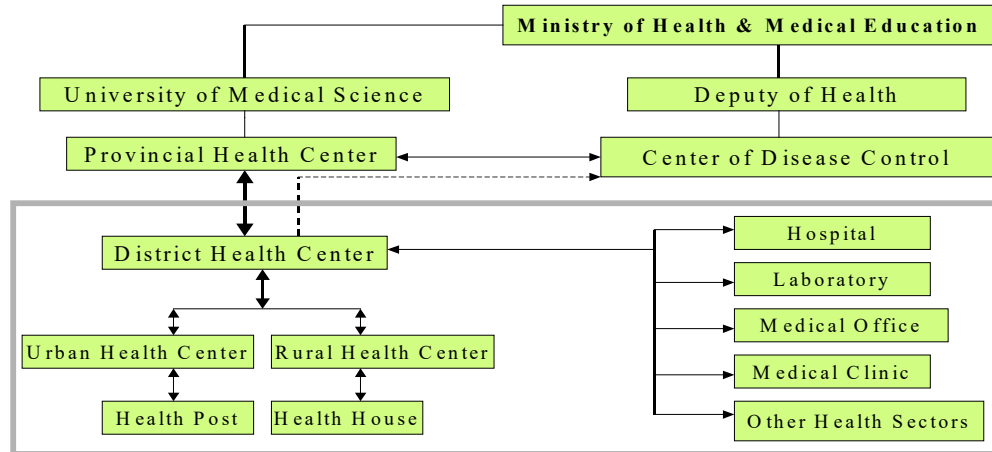 Ministry of Health & Medical Education
University of Medical Science
Deputy of Health
Provincial Health Center
Center of Disease Control
District Health Center
Hospital
Laboratory
Medical Office
Medical Clinic
Other Health Sectors
Urban Health Center
Rural Health Center
Health Post
Health House